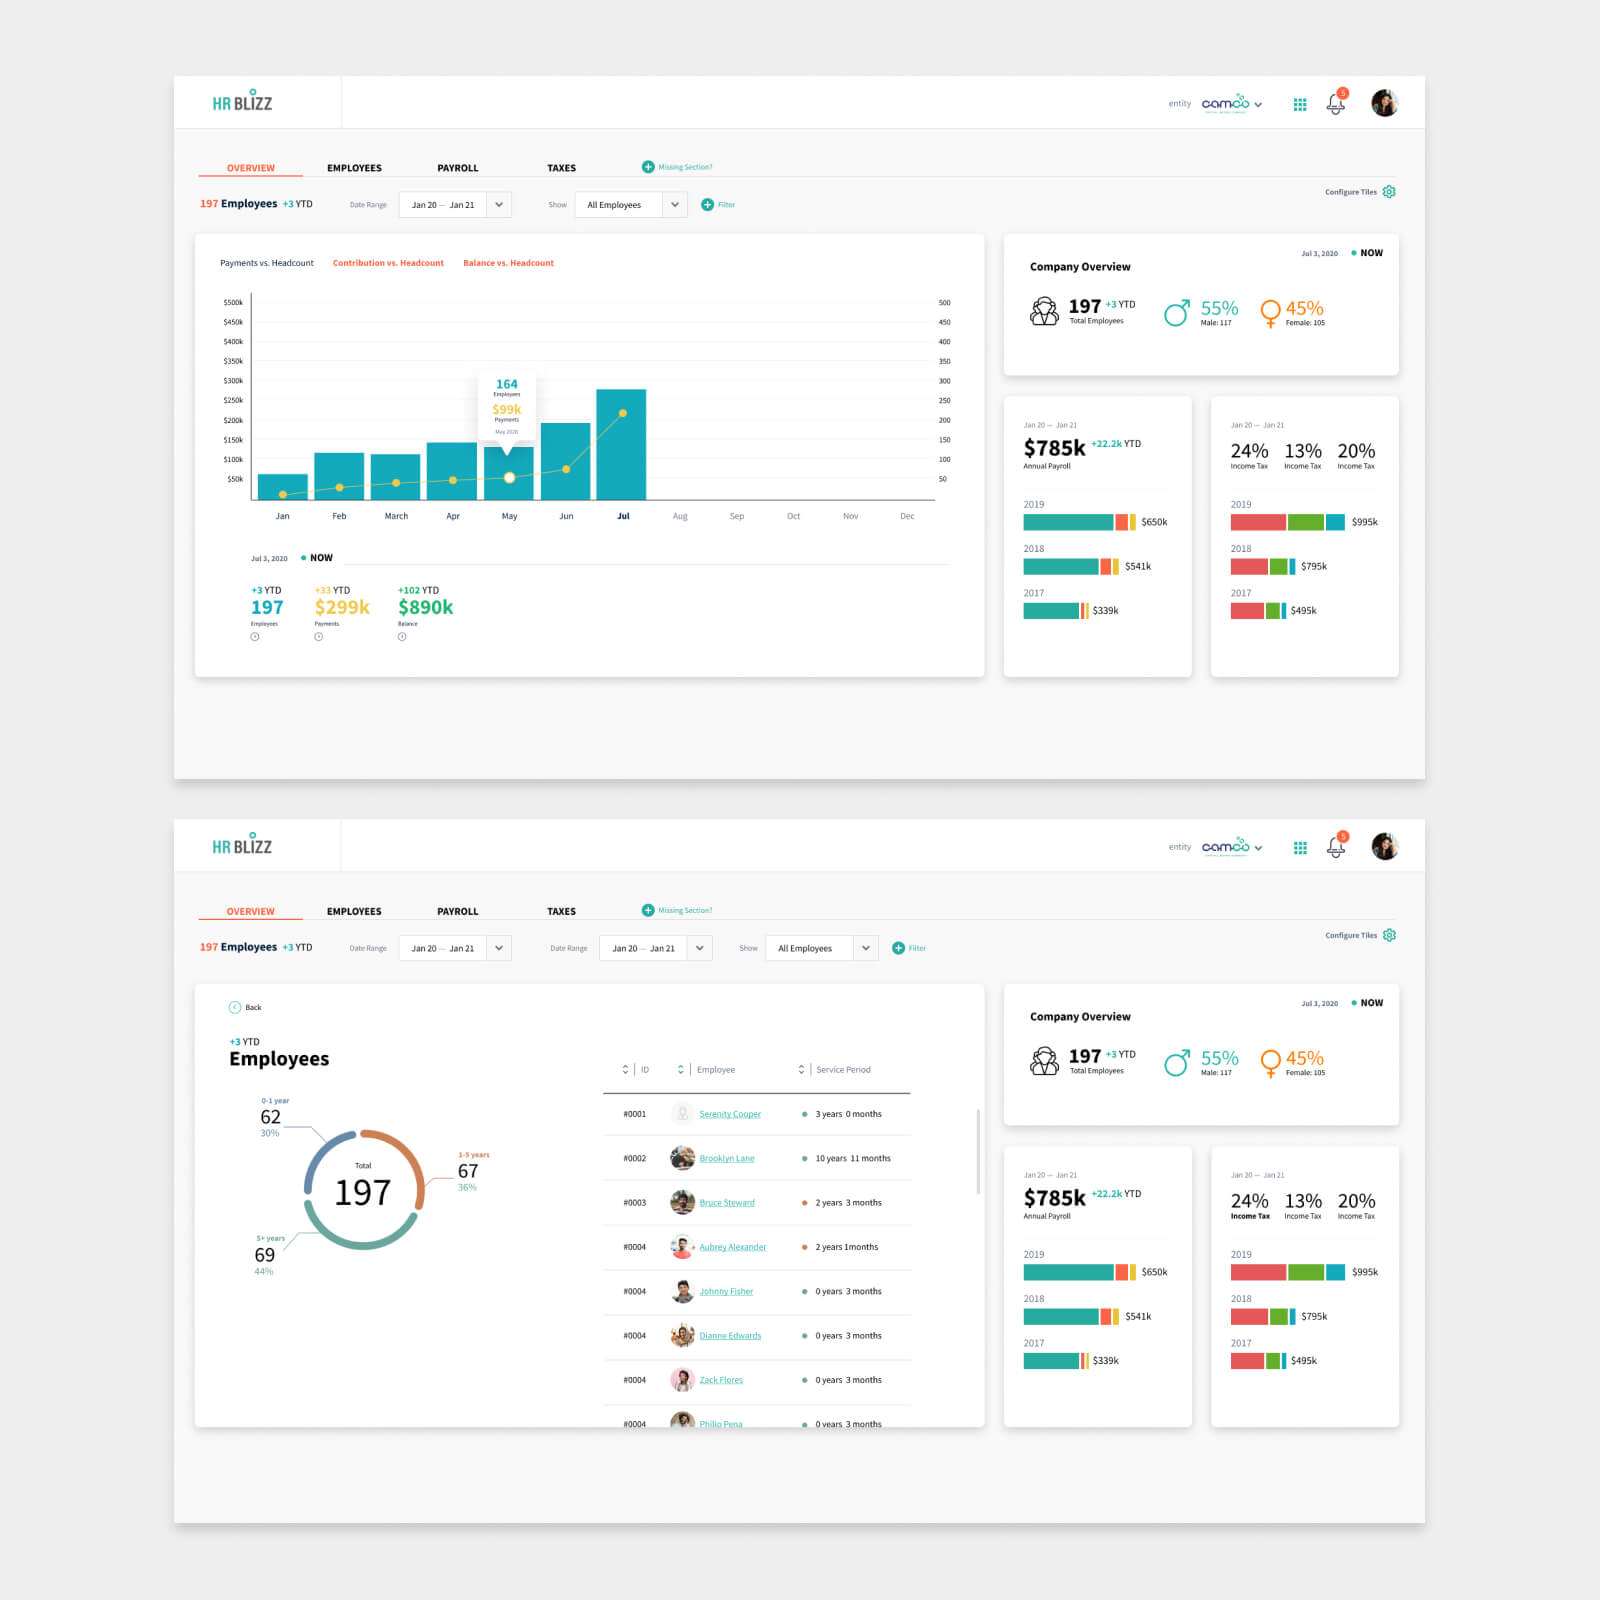 HR BLIZZ
entity camco
5
OVERVIEW EMPLOYEES PAYROLL TAXES Missing Section?
197 Employees +3 YTD Date Range Jan 20 — Jan 21 Show All Employees Filter Configure Tiles
Payments vs. Headcount Contribution vs. Headcount Balance vs. Headcount
$500k 500
$450k 450
$400k 400
$350k 350
$300k 300
$250k 250
$200k 200
$150k 150
$100k 100
$50k 50
164
Employees
$99k
Payments
May 2020
Jan Feb March Apr May Jun Jul Aug Sep Oct Nov Dec
Jul 3, 2020 NOW
+3 YTD +33 YTD +102 YTD
197 $299k $890k
Employees Payments Balance
Jul 3, 2020 NOW
Company Overview
197 +3 YTD 55% 45%
Total Employees Male: 117 Female: 105
Jan 20 — Jan 21
$785k +22.2k YTD
Annual Payroll
2019
$650k
2018
$541k
2017
$339k
Jan 20 — Jan 21
24% 13% 20%
Income Tax Income Tax Income Tax
2019
$995k
2018
$795k
2017
$495k
HR BLIZZ
entity camco
5
OVERVIEW EMPLOYEES PAYROLL TAXES Missing Section?
197 Employees +3 YTD Date Range Jan 20 — Jan 21 Date Range Jan 20 — Jan 21 Show All Employees Filter Configure Tiles
Back
+3 YTD
Employees
0-1 year
62
30%
1-5 years
67
36%
5+ years
69
44%
Total
197
ID Employee Service Period
#0001 Serenity Cooper 3 years 0 months
#0002 Brooklyn Lane 10 years 11 months
#0003 Bruce Steward 2 years 3 months
#0004 Aubrey Alexander 2 years 1months
#0004 Johnny Fisher 0 years 3 months
#0004 Dianne Edwards 0 years 3 months
#0004 Zack Flores 0 years 3 months
#0004 Philip Pena 0 years 3 months
Jul 3, 2020 NOW
Company Overview
197 +3 YTD 55% 45%
Total Employees Male: 117 Female: 105
Jan 20 — Jan 21
$785k +22.2k YTD
Annual Payroll
2019
$650k
2018
$541k
2017
$339k
Jan 20 — Jan 21
24% 13% 20%
Income Tax Income Tax Income Tax
2019
$995k
2018
$795k
2017
$495k